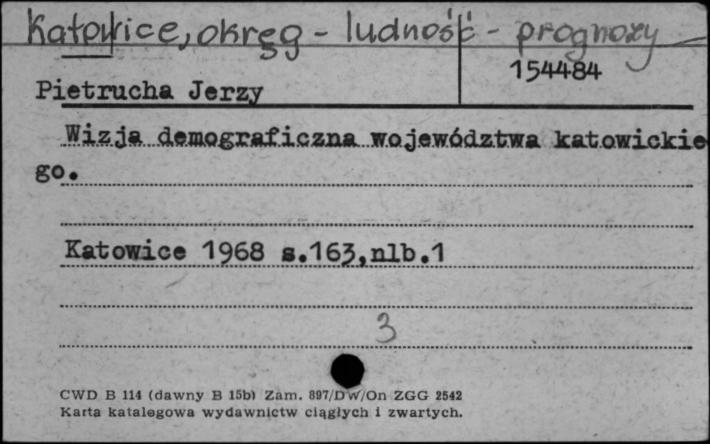 Katowice, okręg - ludność - prognozy
154484
Pietrucha Jerzy
Wizja demograficzna województwa katowickie
go.
Katowice 1968 s.163,nlb.1
3
CWD B 114 (dawny B 15b) Zam. 897/DW/On ZGG 2542
Karta katalogowa wydawnictw ciągłych i zwartych.